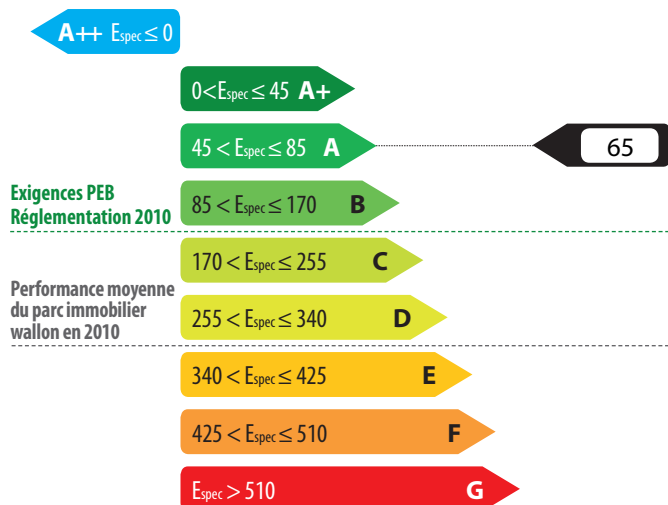 A++ Espec ≤ 0
0<Espec ≤ 45 A+
45 < Espec ≤ 85 A
65
Exigences PEB
Réglementation 2010
85 < Espec ≤ 170 B
170 < Espec ≤ 255 C
Performance moyenne
du parc immobilier
wallon en 2010
255 < Espec ≤ 340 D
340 < Espec ≤ 425 E
425 < Espec ≤ 510 F
Espec > 510 G